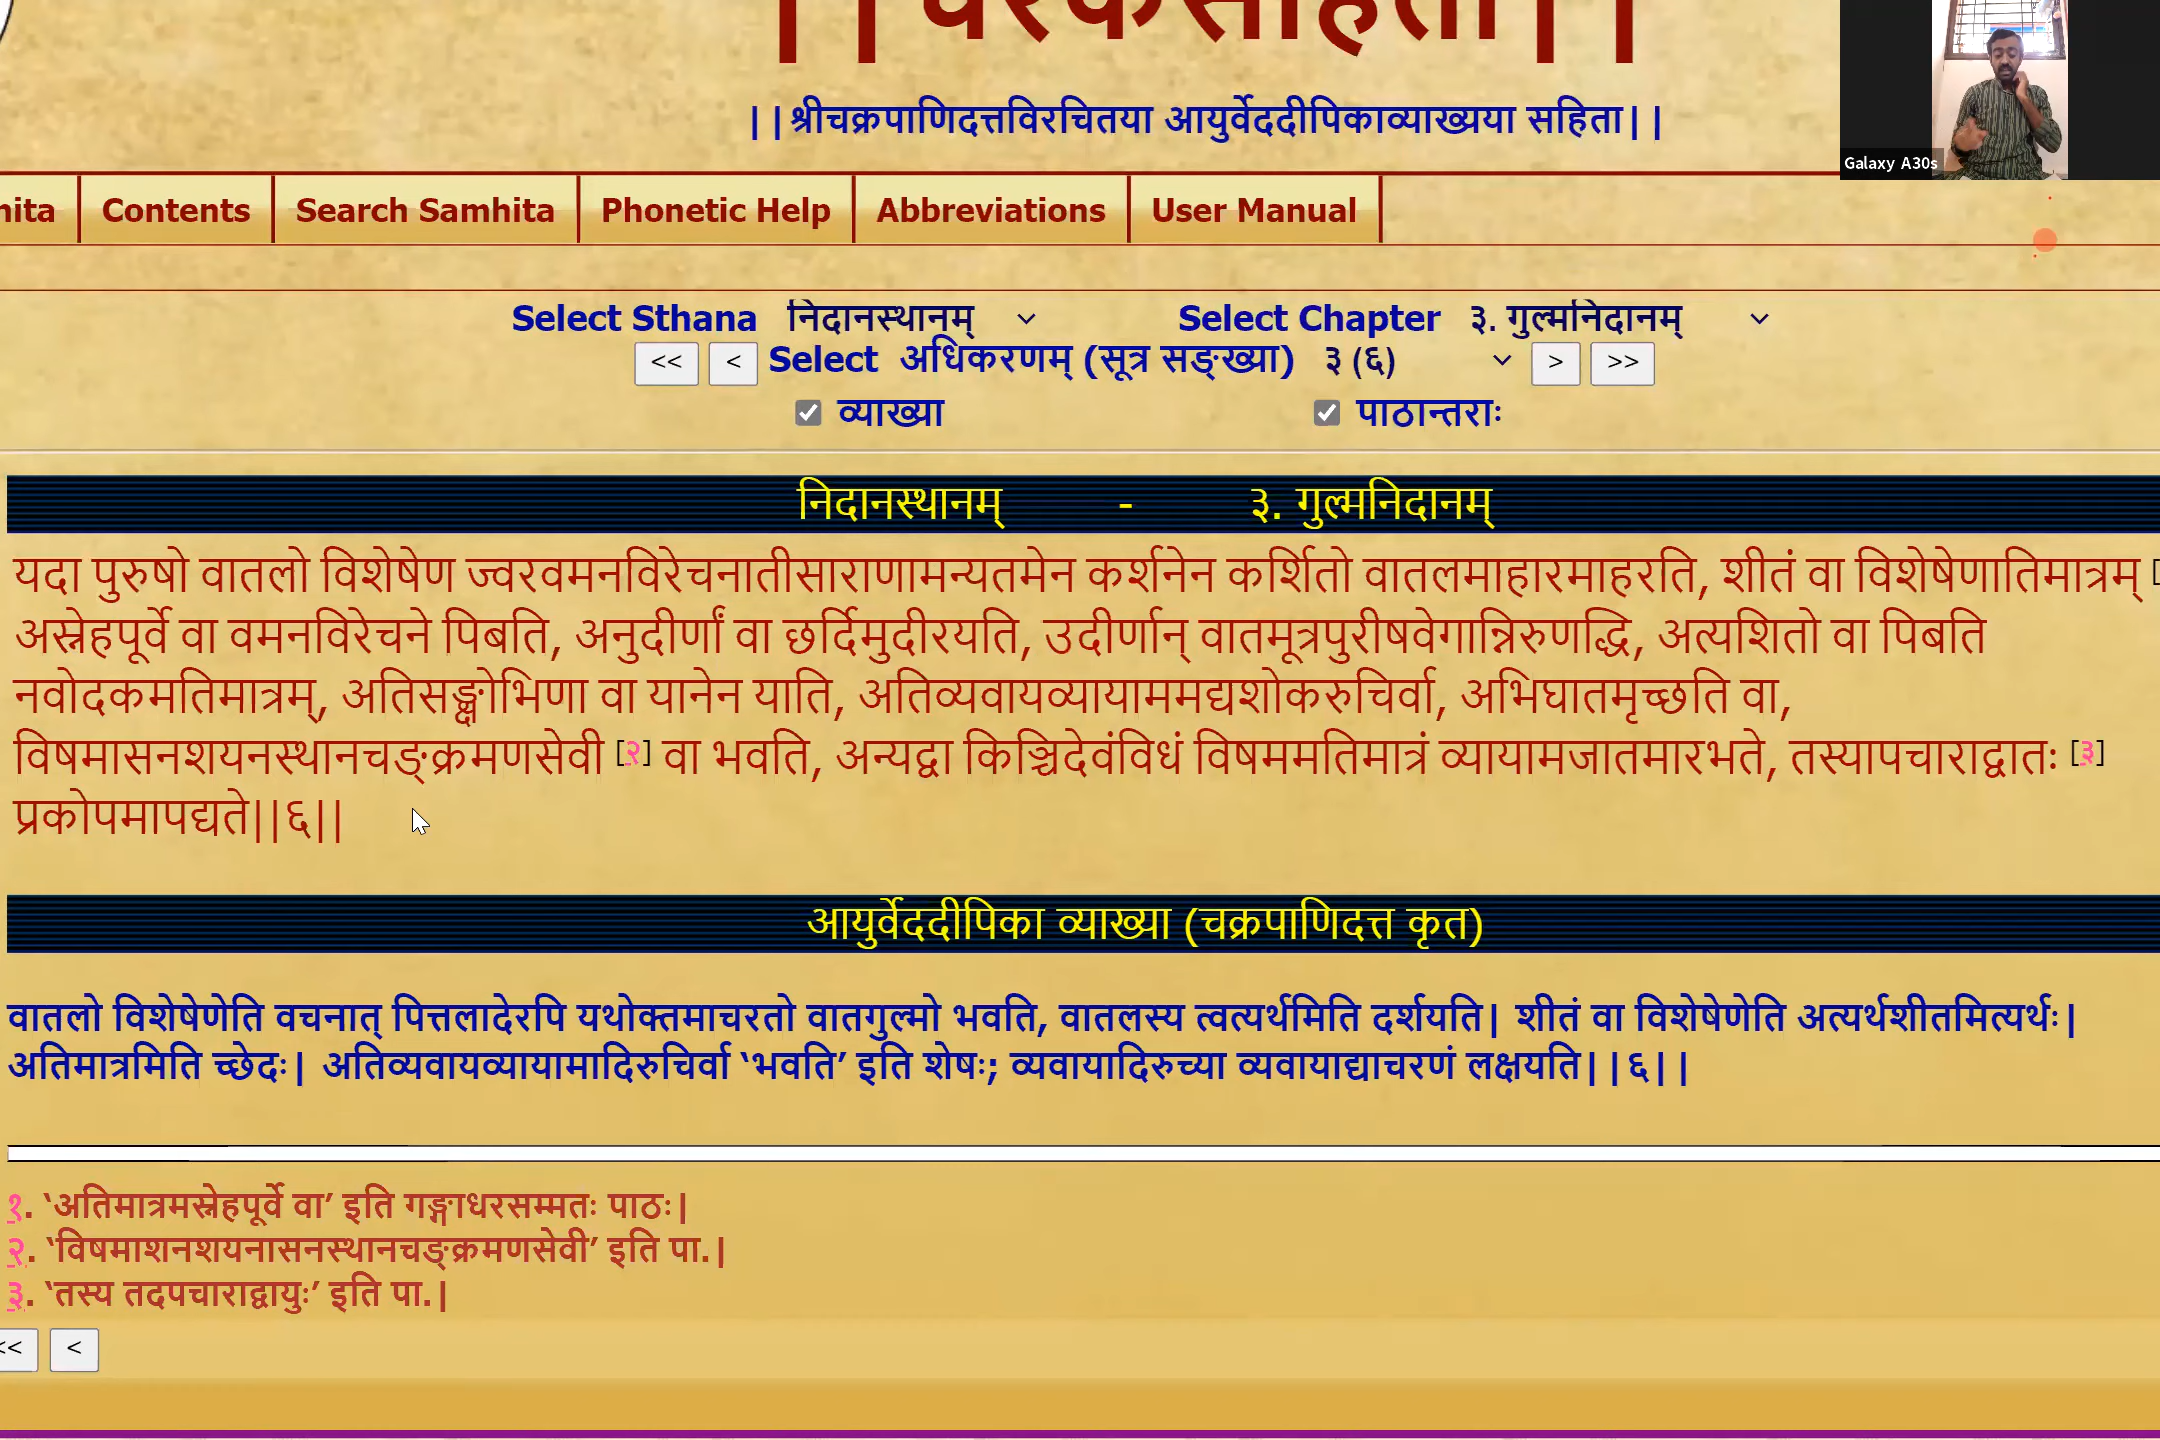 ||चरकसंहिता||
||श्रीचक्रपाणिदत्तविरचितया आयुर्वेददीपिकाव्याख्यया सहिता||
Galaxy A30s
hita Contents Search Samhita Phonetic Help Abbreviations User Manual
Select Sthana निदानस्थानम् Select Chapter ३. गुल्मनिदानम्
<< < Select अधिकरणम् (सूत्र सङ्ख्या) ३ (६) > >>
व्याख्या पाठान्तराः
निदानस्थानम् - ३. गुल्मनिदानम्
यदा पुरुषो वातलो विशेषेण ज्वरवमनविरेचनातीसाराणामन्यतमेन कर्शनेन कर्शितो वातलमाहारमाहरति, शीतं वा विशेषेणातिमात्रम् [
अस्नेहपूर्वे वा वमनविरेचने पिबति, अनुदीर्णां वा छर्दिमुदीरयति, उदीर्णान् वातमूत्रपुरीषवेगान्निरुणद्धि, अत्यशितो वा पिबति
नवोदकमतिमात्रम्, अतिसङ्क्षोभिणा वा यानेन याति, अतिव्यवायव्यायाममद्यशोकरुचिर्वा, अभिघातमृच्छति वा,
विषमासनशयनस्थानचङ्क्रमणसेवी [२] वा भवति, अन्यद्वा किञ्चिदेवंविधं विषममतिमात्रं व्यायामजातमारभते, तस्यापचाराद्वातः [३]
प्रकोपमापद्यते||६||
आयुर्वेददीपिका व्याख्या (चक्रपाणिदत्त कृत)
वातलो विशेषेणेति वचनात् पित्तलादेरपि यथोक्तमाचरतो वातगुल्मो भवति, वातलस्य त्वत्यर्थमिति दर्शयति| शीतं वा विशेषेणेति अत्यर्थशीतमित्यर्थः|
अतिमात्रमिति च्छेदः| अतिव्यवायव्यायामादिरुचिर्वा ‘भवति’ इति शेषः; व्यवायादिरुच्या व्यवायाद्याचरणं लक्षयति||६||
१. ‘अतिमात्रमस्नेहपूर्वे वा’ इति गङ्गाधरसम्मतः पाठः|
२. ‘विषमाशनशयनासनस्थानचङ्क्रमणसेवी’ इति पा.|
३. ‘तस्य तदपचाराद्वायुः’ इति पा.|
<< <